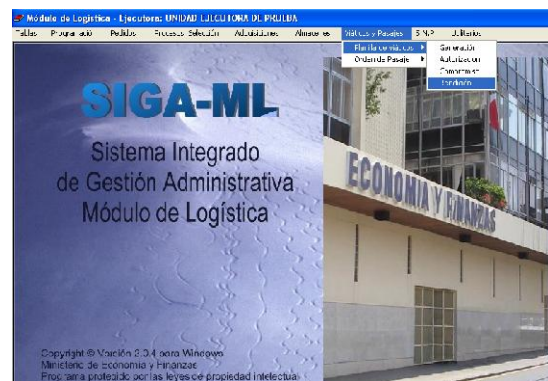 Módulo de Logística - Ejecutora: UNIDAD EJECUTORA DE PRUEBA
Tablas Programación Pedidos Procesos Selección Adquisiciones Almacenes Viáticos y Pasajes S.N.P Utilitarios
Planilla de viáticos Generación
Orden de Pasaje Autorización
Compromiso
Rendición
SIGA-ML
Sistema Integrado
de Gestión Administrativa
Módulo de Logística
ECONOMIA Y FINANZAS
Copyright © Versión 2.0.4 para Windows
Ministerio de Economía y Finanzas
Programa protegido por las leyes de propiedad intelectual